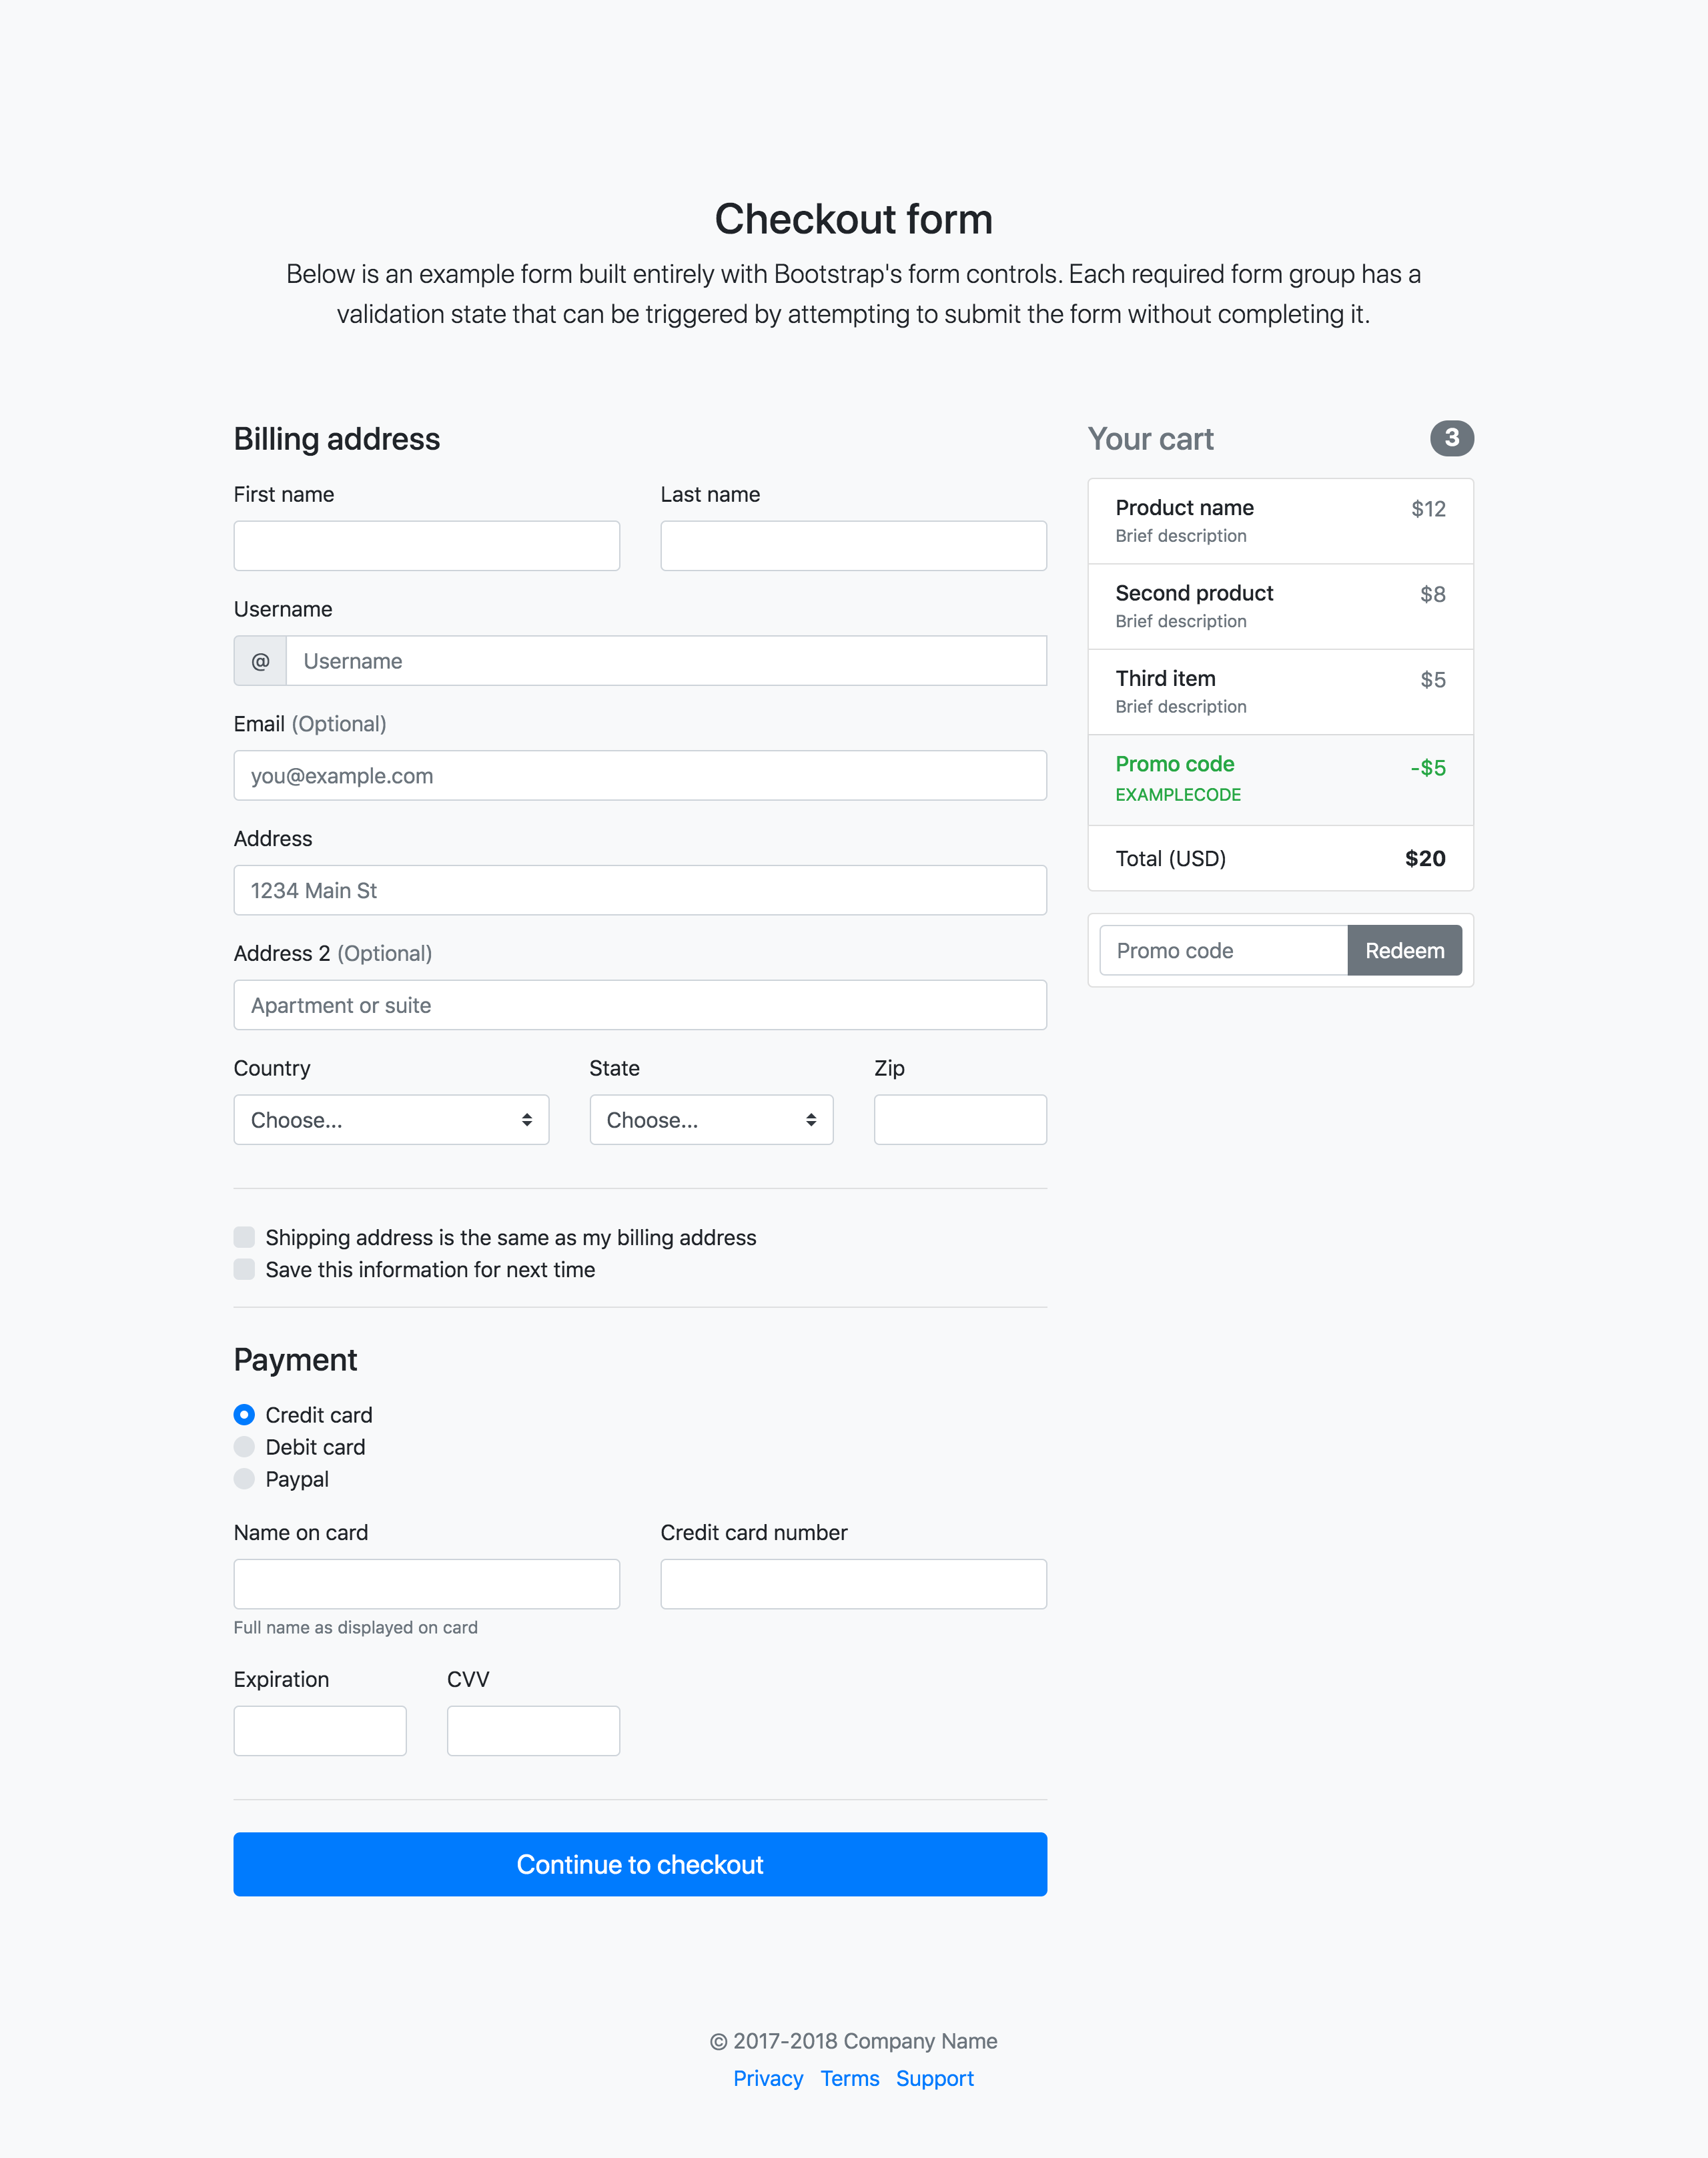 Checkout form
Below is an example form built entirely with Bootstrap's form controls. Each required form group has a
validation state that can be triggered by attempting to submit the form without completing it.
Billing address
First name
Last name
Username
@
Username
Email (Optional)
you@example.com
Address
1234 Main St
Address 2 (Optional)
Apartment or suite
Country
State
Zip
Choose...
Choose...
Shipping address is the same as my billing address
Save this information for next time
Payment
Credit card
Debit card
Paypal
Name on card
Credit card number
Full name as displayed on card
Expiration
CVV
Continue to checkout
Your cart
3
Product name
$12
Brief description
Second product
$8
Brief description
Third item
$5
Brief description
Promo code
-$5
EXAMPLECODE
Total (USD)
$20
Promo code
Redeem
© 2017-2018 Company Name
Privacy Terms Support